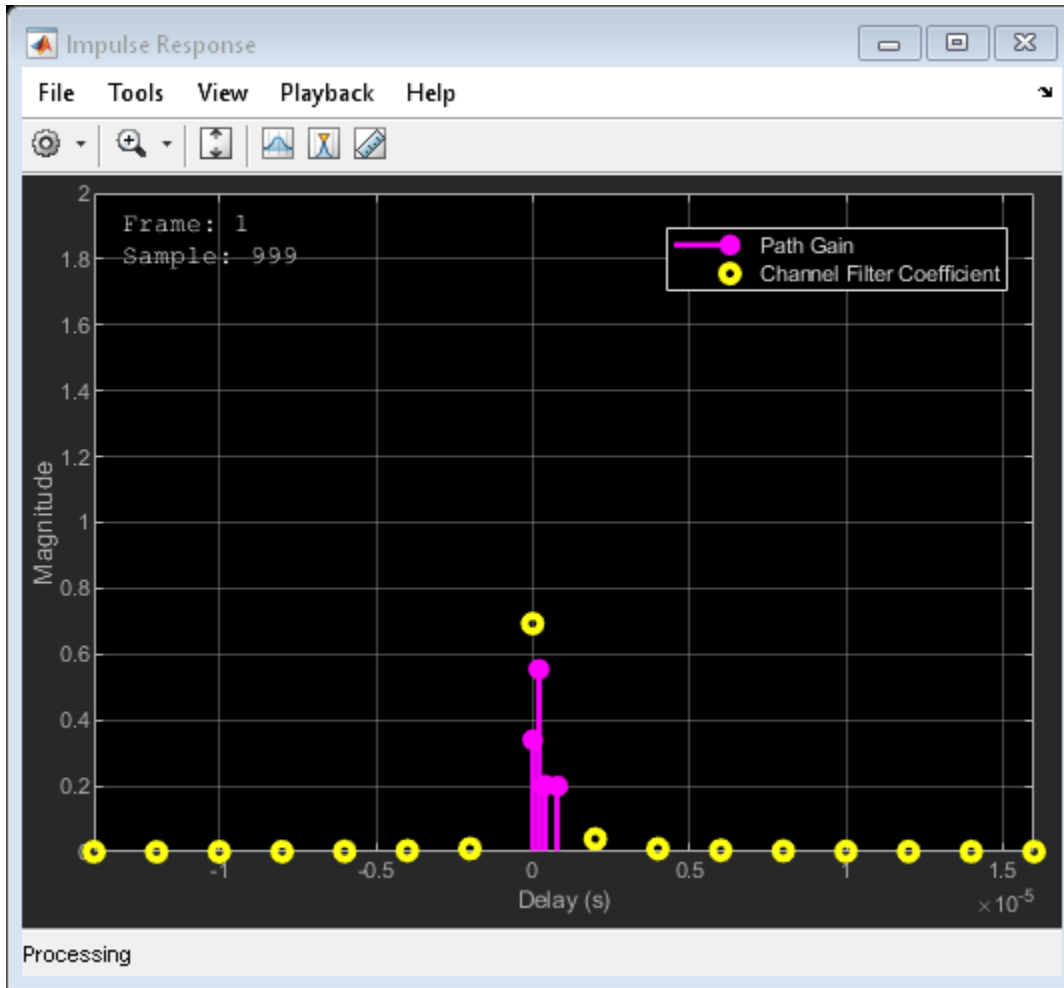 Impulse Response
File Tools View Playback Help
Frame: 1
Sample: 999
Path Gain
Channel Filter Coefficient
2
1.8
1.6
1.4
1.2
1
0.8
0.6
0.4
0.2
0
Magnitude
-1 -0.5 0 0.5 1 1.5
Delay (s)
×10-5
Processing